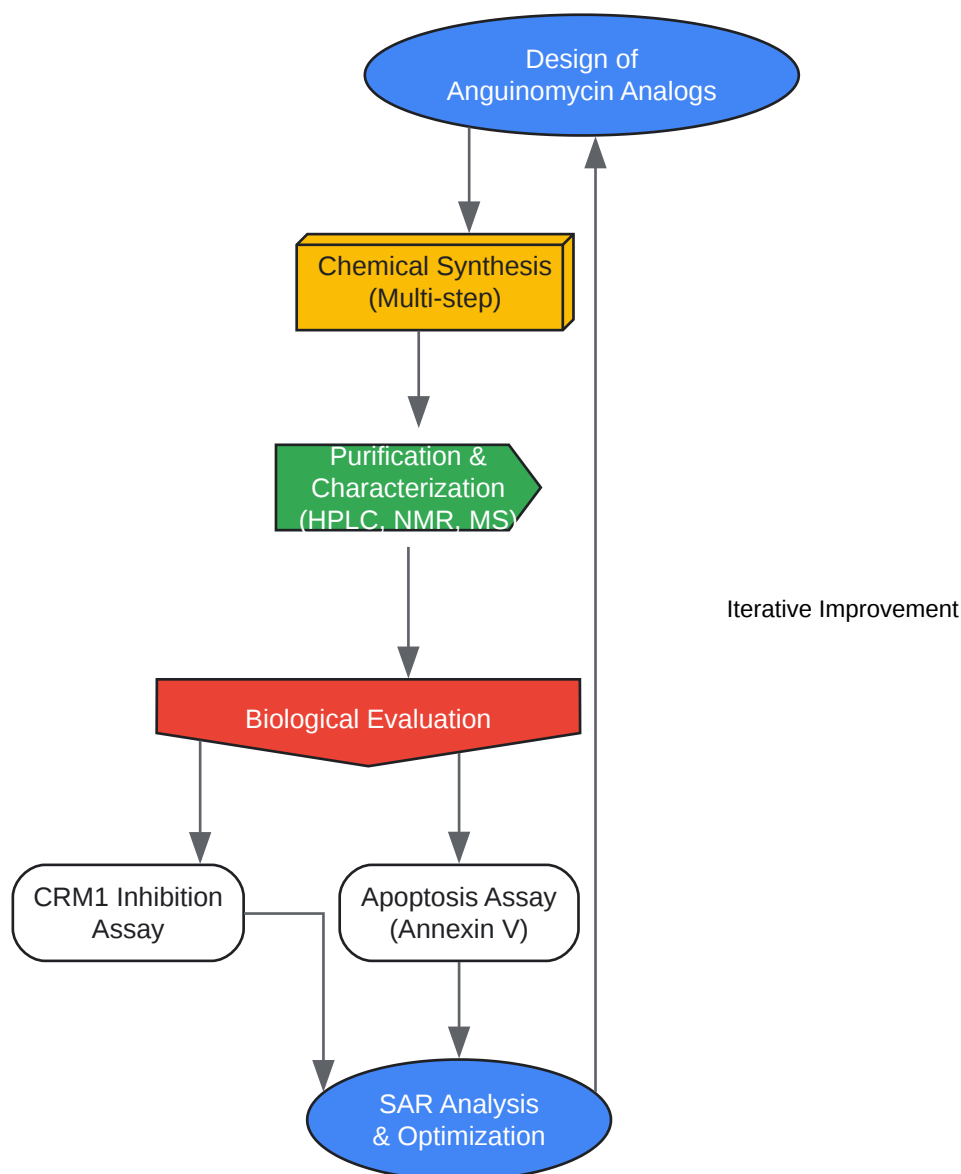 Design of
Anguinomycin Analogs
Chemical Synthesis
(Multi-step)
Purification &
Characterization
(HPLC, NMR, MS)
Iterative Improvement
Biological Evaluation
CRM1 Inhibition
Assay
Apoptosis Assay
(Annexin V)
SAR Analysis
& Optimization